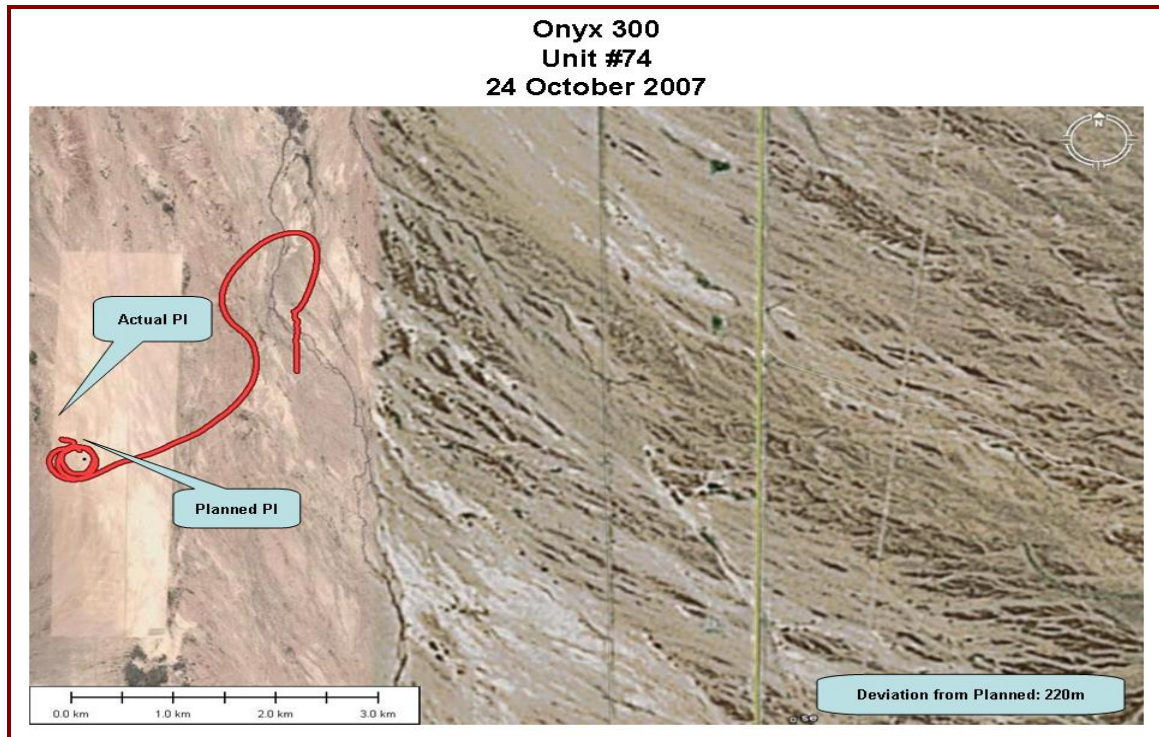 Onyx 300
Unit #74
24 October 2007
N
Actual PI
Planned PI
0.0 km 1.0 km 2.0 km 3.0 km
Deviation from Planned: 220m